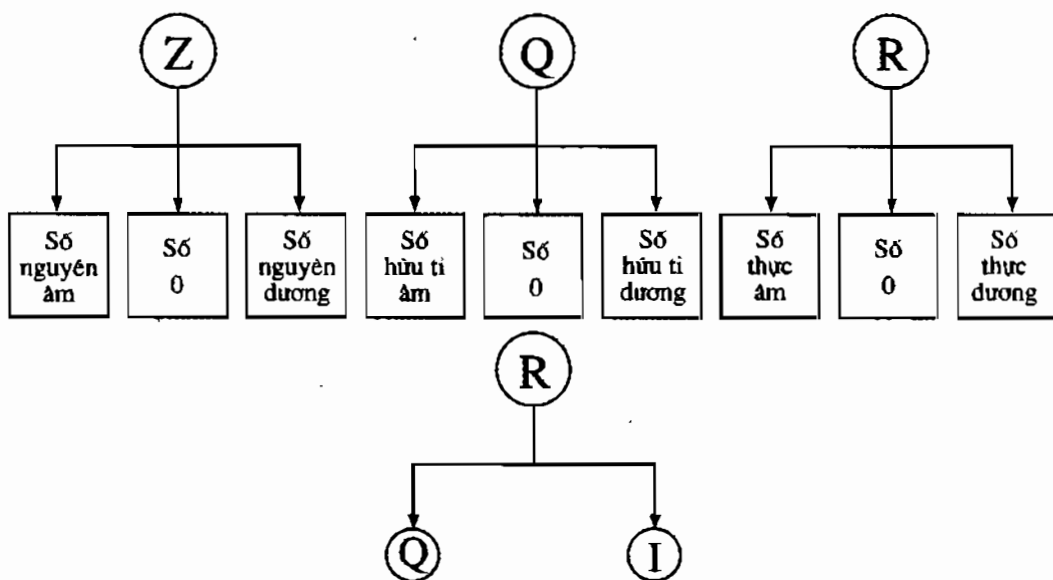 Z
Q
R
Số
nguyên
âm
Số
0
Số
nguyên
dương
Số
hữu tỉ
âm
Số
0
Số
hữu tỉ
dương
Số
thực
âm
Số
0
Số
thực
dương
R
Q
I